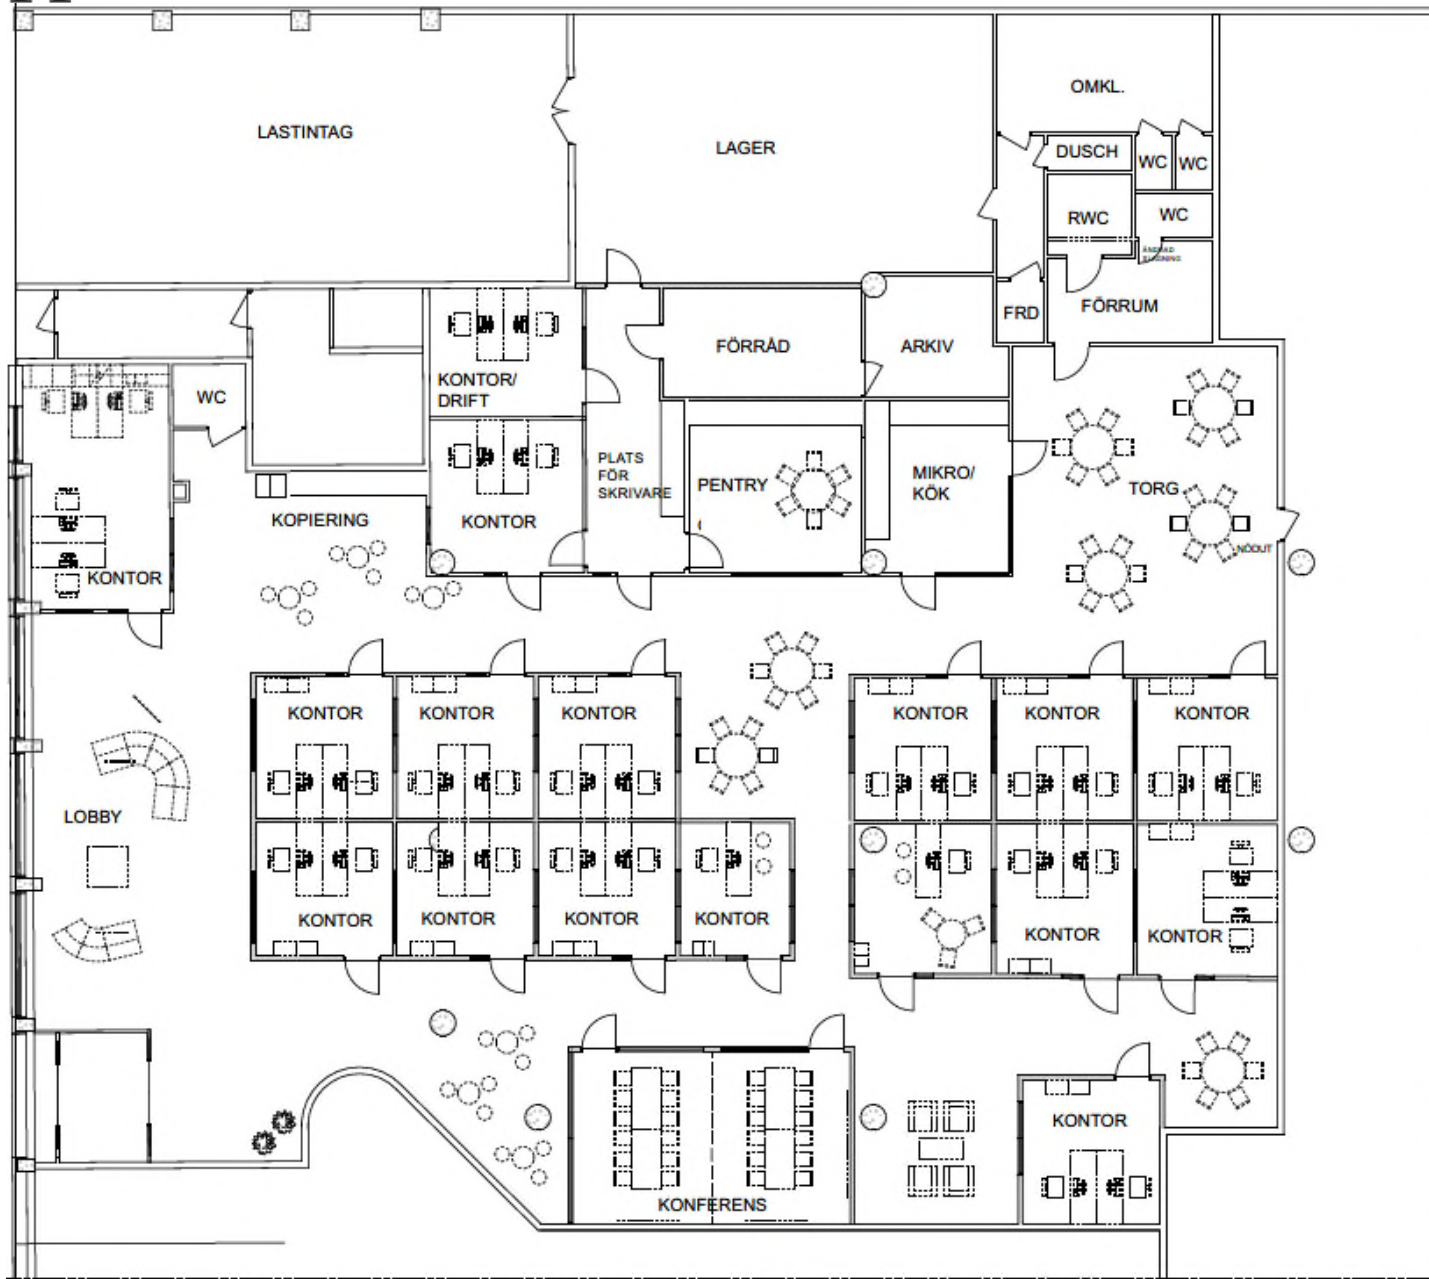 OMKL.
LASTINTAG
LAGER
DUSCH
WC
WC
RWC
WC
ÄNDRAD
FÖRRUM
FRD
FÖRRÅD
ARKIV
KONTOR/
DRIFT
WC
PLATS
FÖR
SKRIVARE
PENTRY
MIKRO/
KÖK
TORG
KOPIERING
KONTOR
NÖDUT
KONTOR
KONTOR
KONTOR
KONTOR
KONTOR
KONTOR
KONTOR
LOBBY
KONTOR
KONTOR
KONTOR
KONTOR
KONTOR
KONTOR
KONTOR
KONFERENS